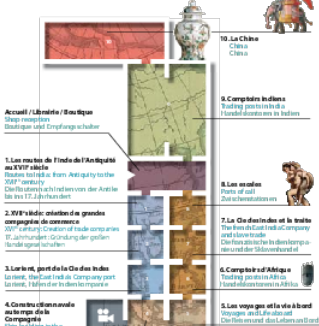 10. La Chine
China
China
Accueil / Librairie / Boutique
Shop reception
Boutique und Empfangsschalter
9. Comptoirs indiens
Trading posts in India
Handelskontoren in Indien
1. Les routes de l'Inde de l'Antiquité
au XVIIe siècle
Routes to India: from Antiquity to the
XVIIth century
Die Routen nach Indien von der Antike
bis ins 17. Jahrhundert
8. Les escales
Ports of call
Zwischenstationen
2. XVIIe siècle: création des grandes
compagnies de commerce
XVIIth century: Creation of trade companies
17. Jahrhundert: Gründung der großen
Handelsgesellschaften
7. La Cie des Indes et la traite
The French East India Company
and slave trade
Die französische Indienkompa-
nie und der Sklavenhandel
3. Lorient, port de la Cie des Indes
Lorient, the East India's Company port
Lorient, Hafen der Indienkompanie
6. Comptoirs d'Afrique
Trading posts in Africa
Handelskontoren in Afrika
4. Construction navale
au temps de la
Compagnie
5. Les voyages et la vie à bord
Voyages and Life aboard
Die Reisen und das Leben an Bord